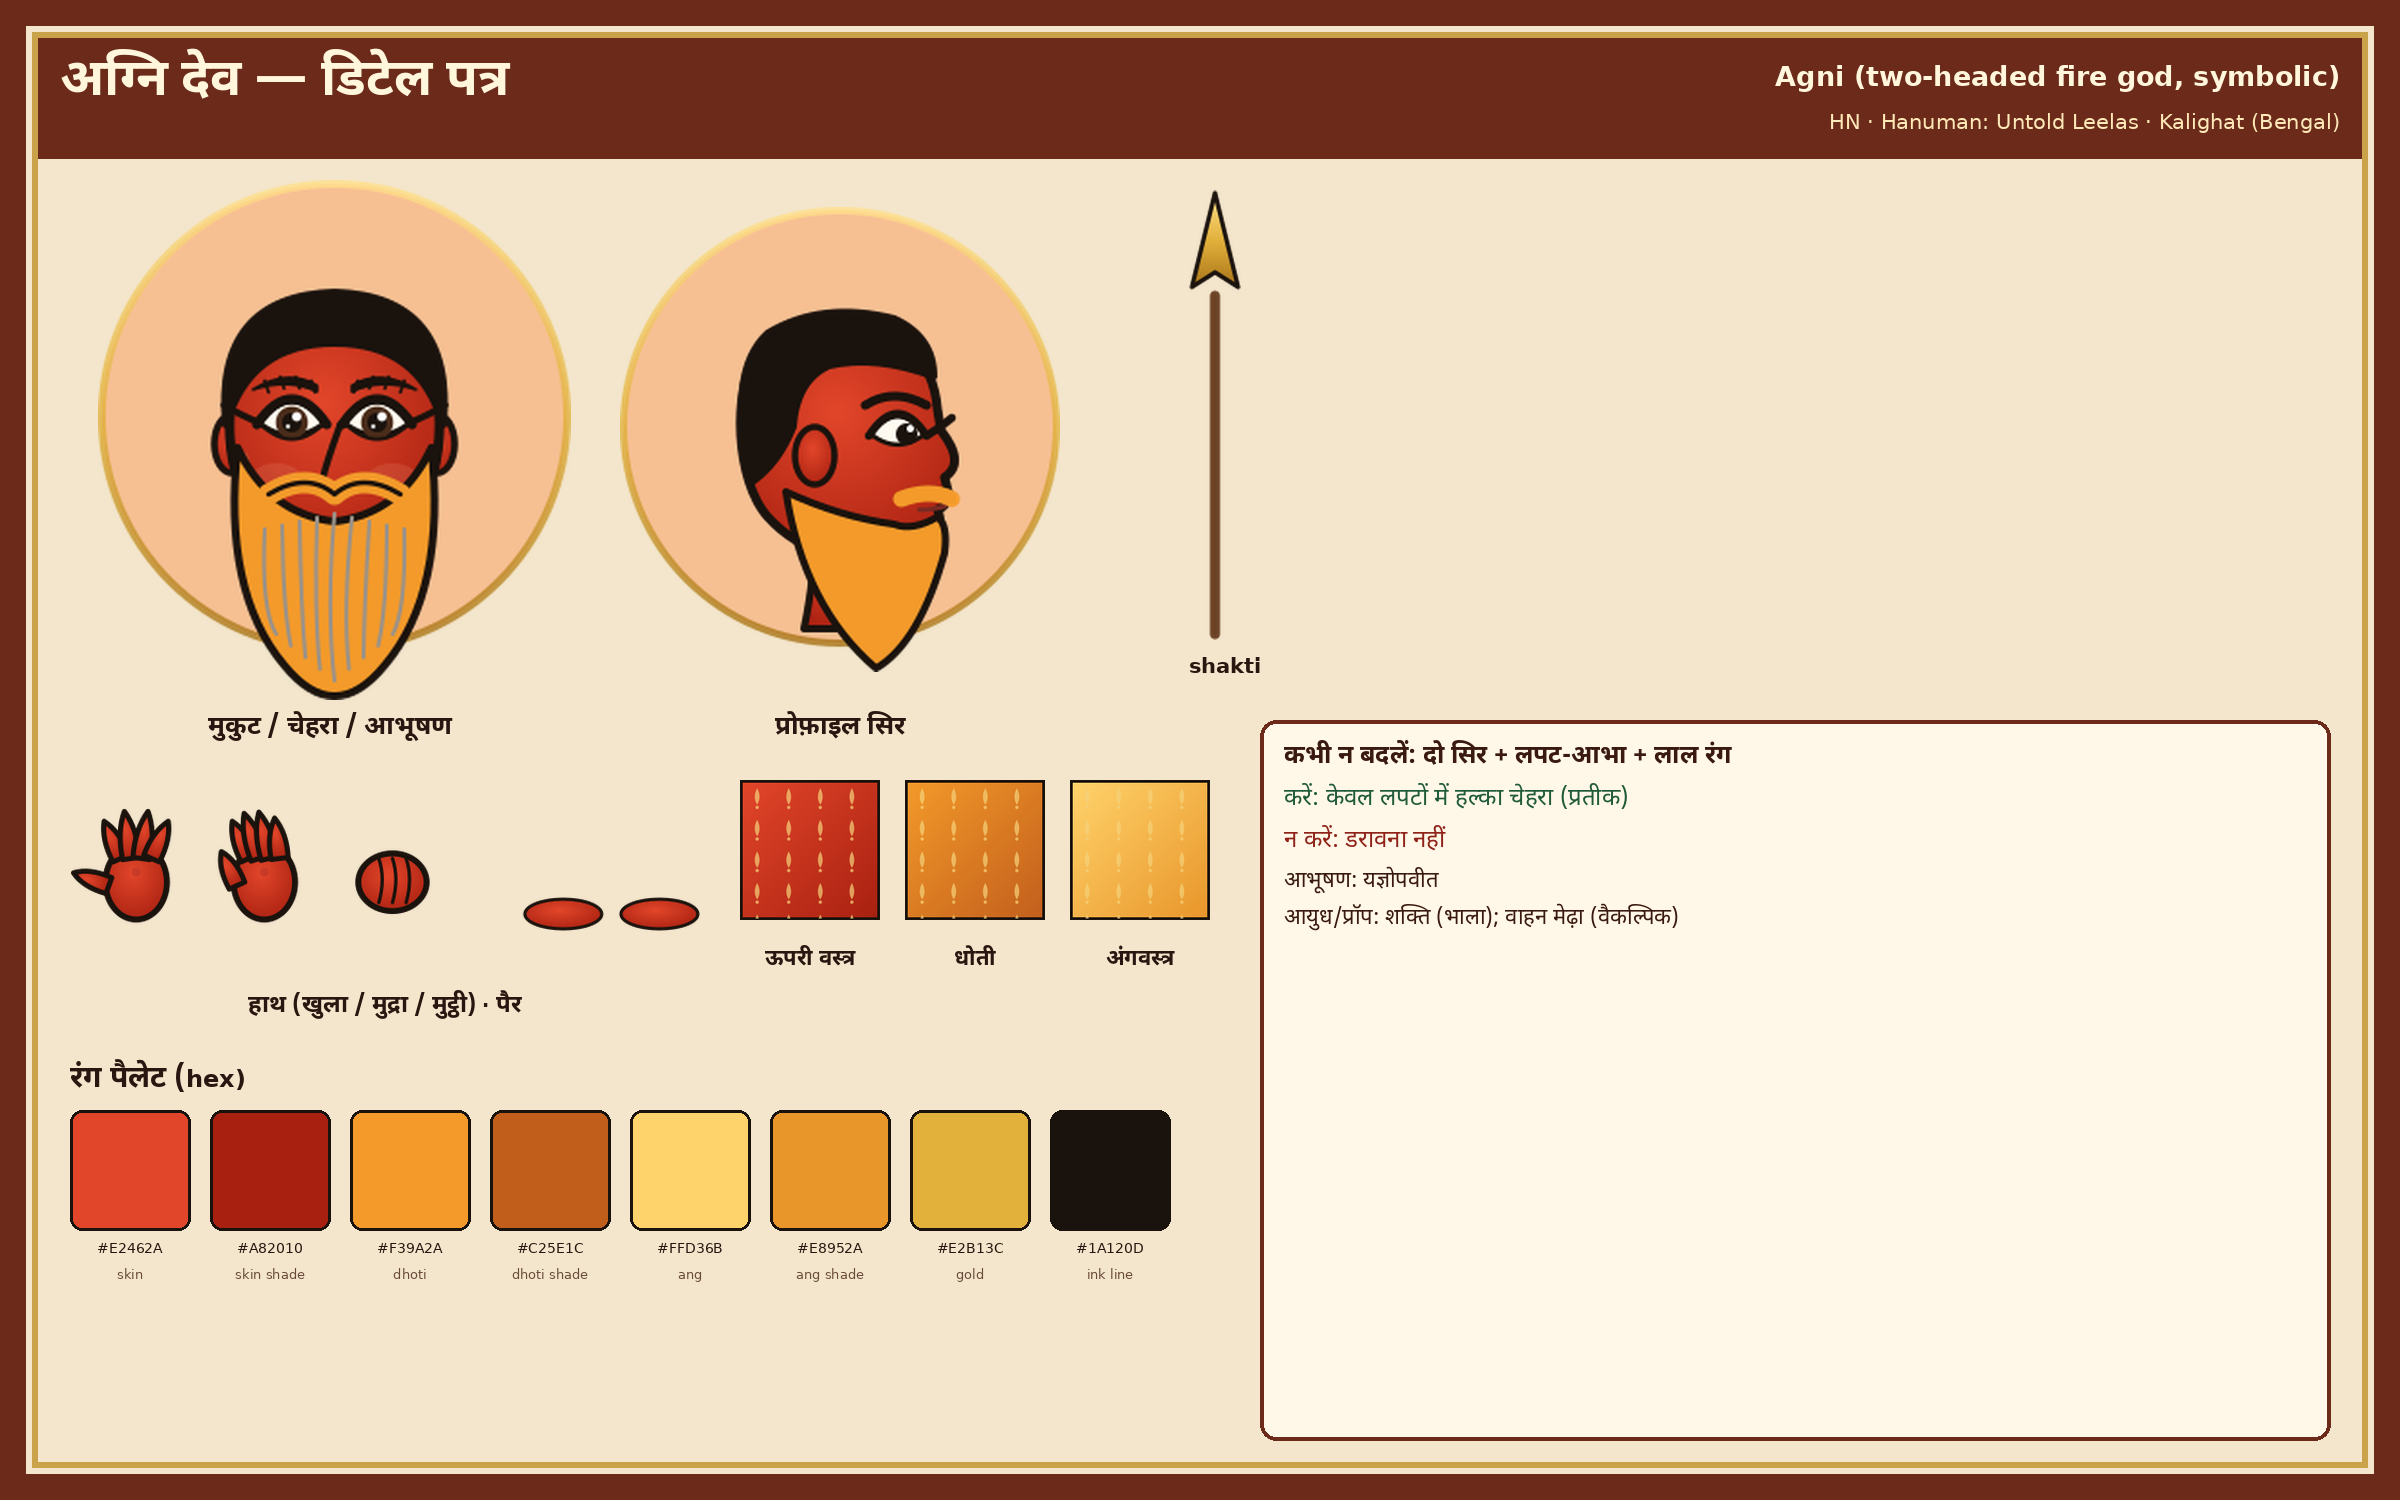 अग्नि देव — डिटेल पत्र
Agni (two-headed fire god, symbolic)
HN · Hanuman: Untold Leelas · Kalighat (Bengal)
shakti
मुकुट / चेहरा / आभूषण
प्रोफ़ाइल सिर
कभी न बदलें: दो सिर + लपट-आभा + लाल रंग
करें: केवल लपटों में हल्का चेहरा (प्रतीक)
न करें: डरावना नहीं
आभूषण: यज्ञोपवीत
आयुध/प्रॉप: शक्ति (भाला); वाहन मेढ़ा (वैकल्पिक)
ऊपरी वस्त्र
धोती
अंगवस्त्र
हाथ (खुला / मुद्रा / मुट्ठी) · पैर
रंग पैलेट (hex)
#E2462A
#A82010
#F39A2A
#C25E1C
#FFD36B
#E8952A
#E2B13C
#1A120D
skin
skin shade
dhoti
dhoti shade
ang
ang shade
gold
ink line